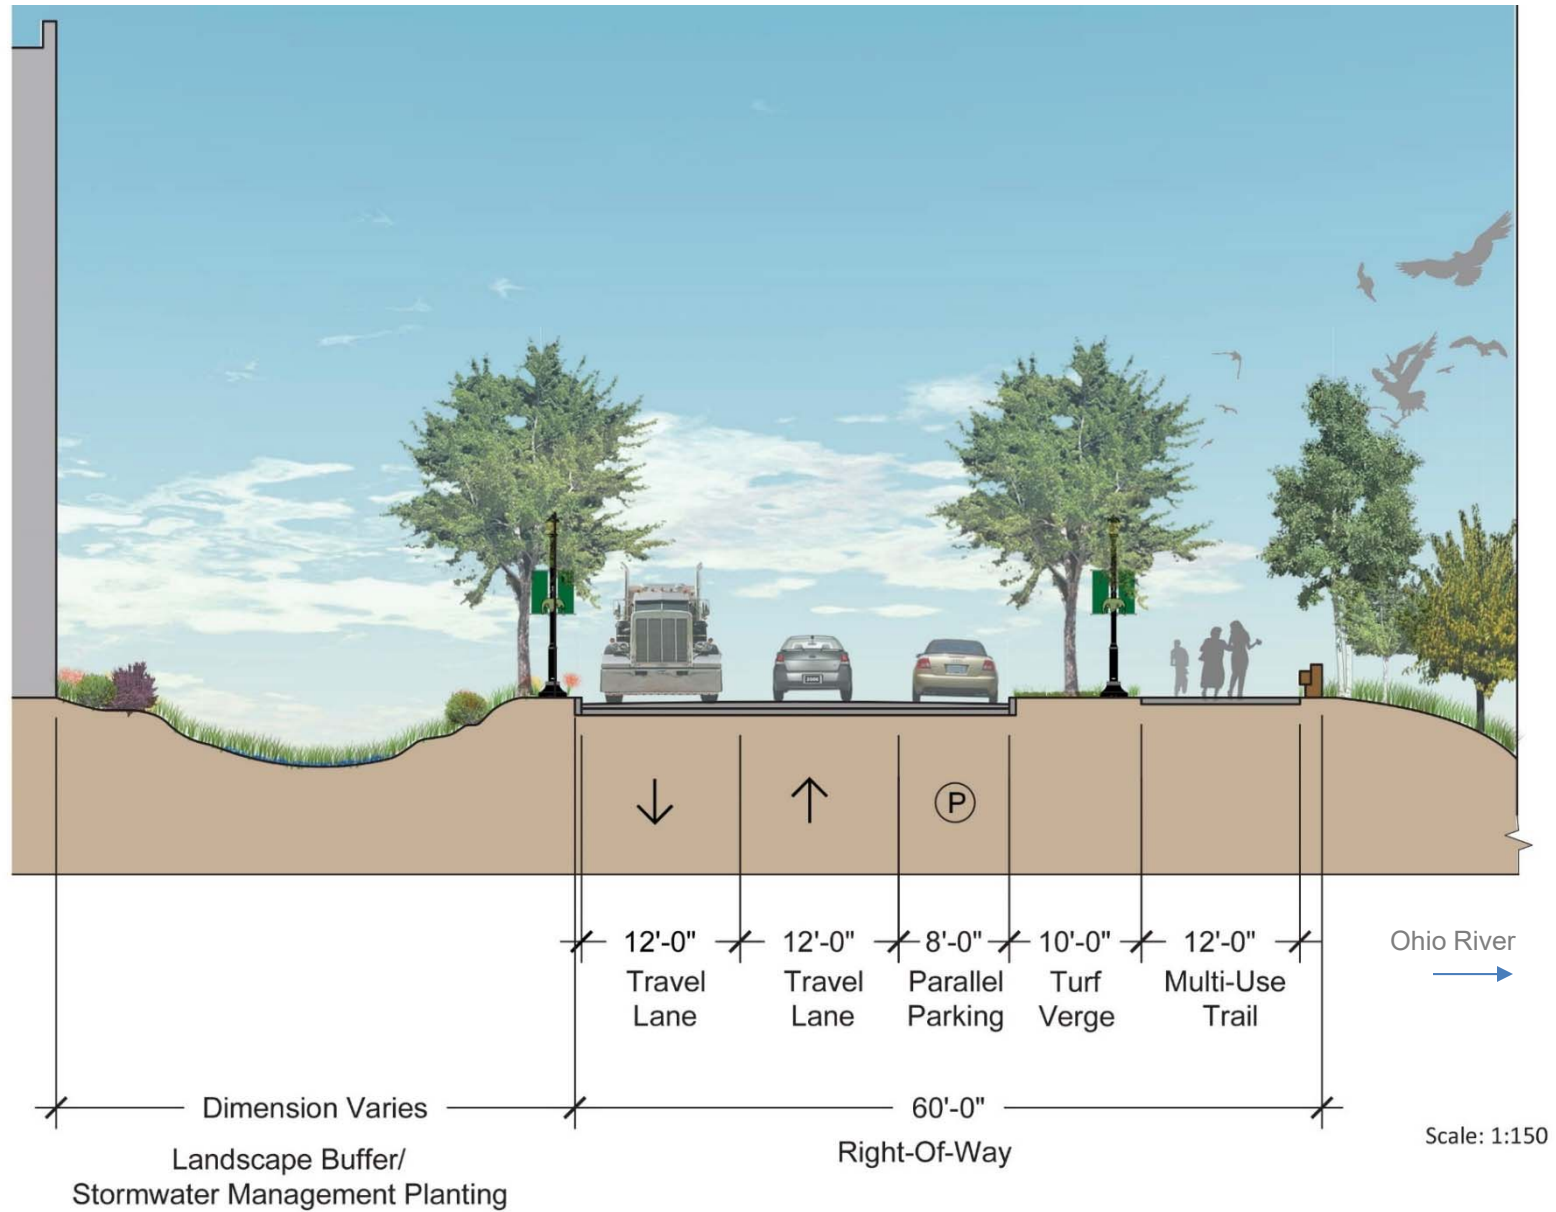 P
12'-0" 12'-0" 8'-0" 10'-0" 12'-0"
Travel Lane
Travel Lane
Parallel Parking
Turf Verge
Multi-Use Trail
Ohio River
Dimension Varies
60'-0"
Landscape Buffer/
Stormwater Management Planting
Right-Of-Way
Scale: 1:150